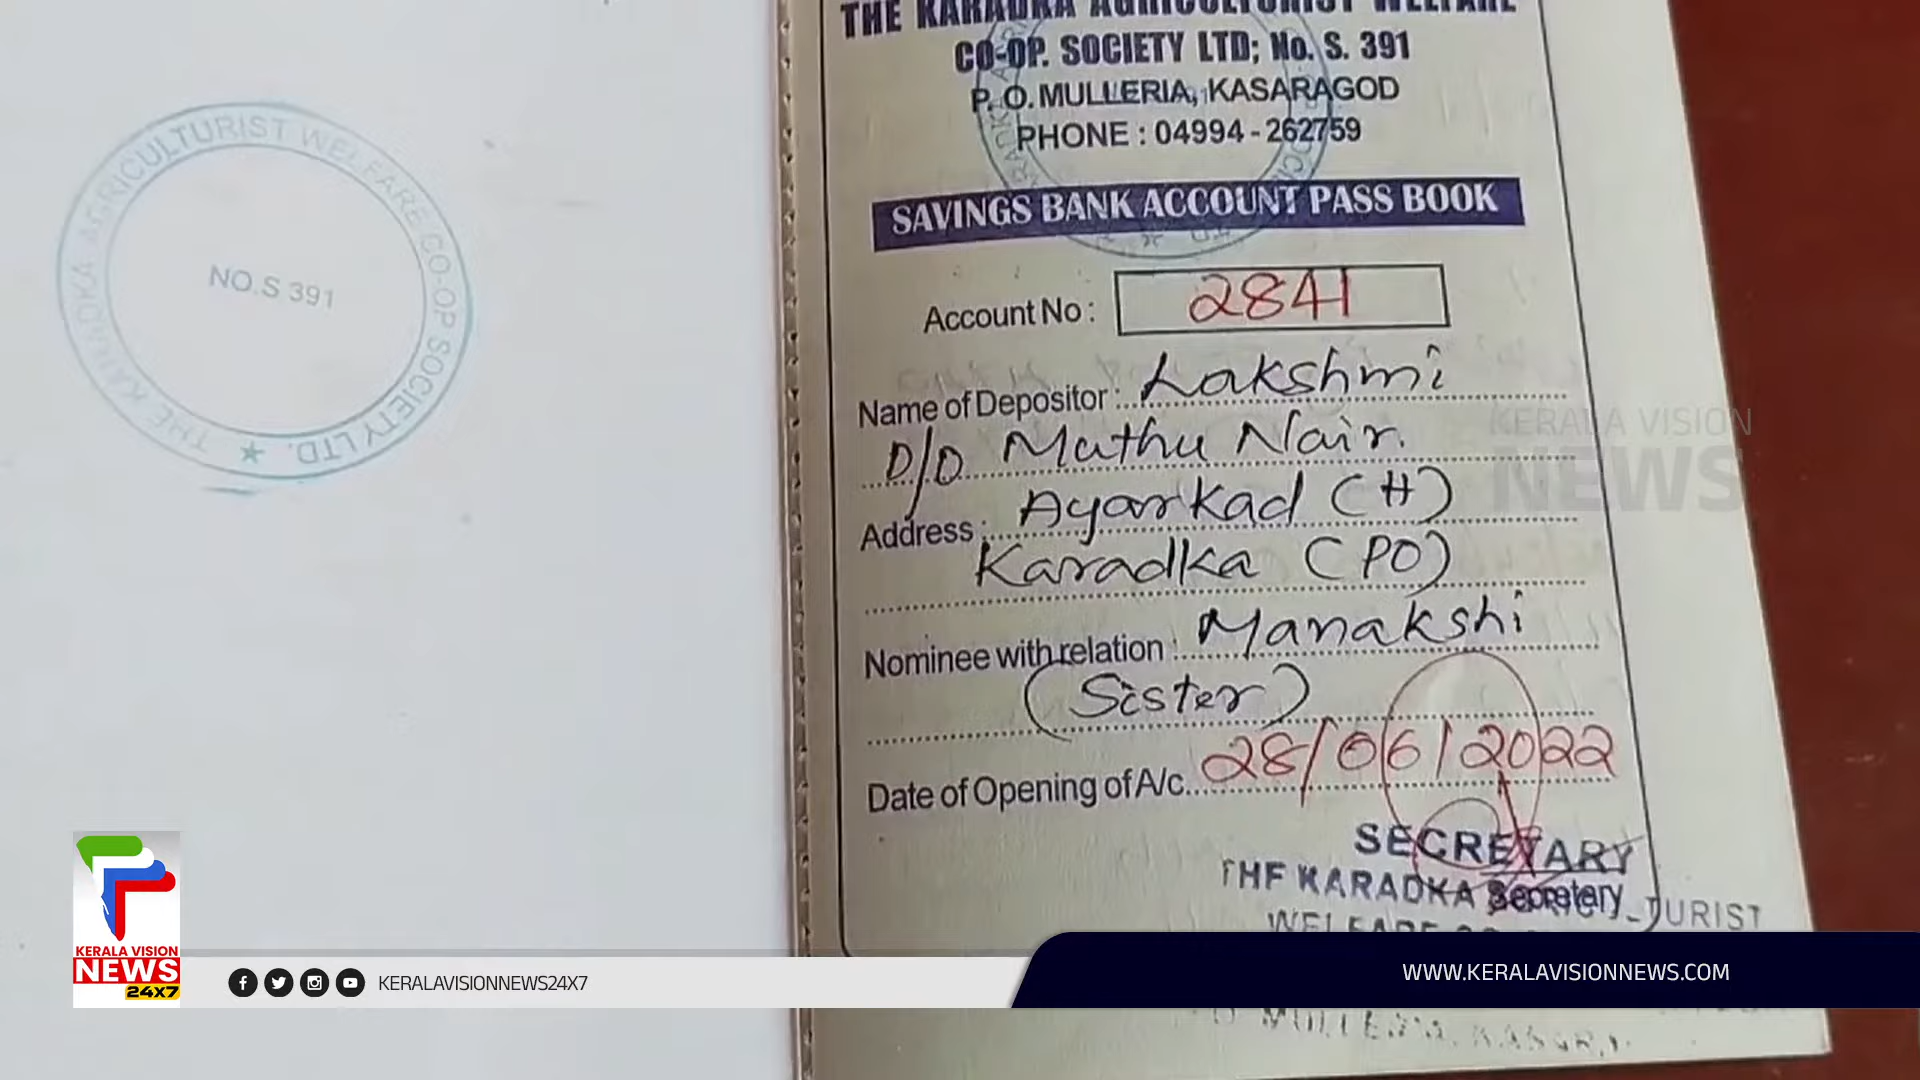 THE KARADKA AGRICULTURIST WELFARE CO-OP SOCIETY LTD.
NO.S 391
THE KARADKA AGRICULTURIST WELFARE
CO-OP. SOCIETY LTD; No. S. 391
P. O. MULLERIA, KASARAGOD
PHONE : 04994 - 262759
SAVINGS BANK ACCOUNT PASS BOOK
Account No : 2841
Name of Depositor : Lakshmi
D/O Muthu Nair.
Address : Ayarkad (H)
Karadka (PO)
Nominee with relation : Manakshi
(Sister)
Date of Opening of A/c. 28/06/2022
SECRETARY
Secretary
THE KARADKA
TURIST
WELFARE
KERALA VISION
NEWS
KERALA VISION
NEWS
24X7
KERALAVISIONNEWS24X7
WWW.KERALAVISIONNEWS.COM